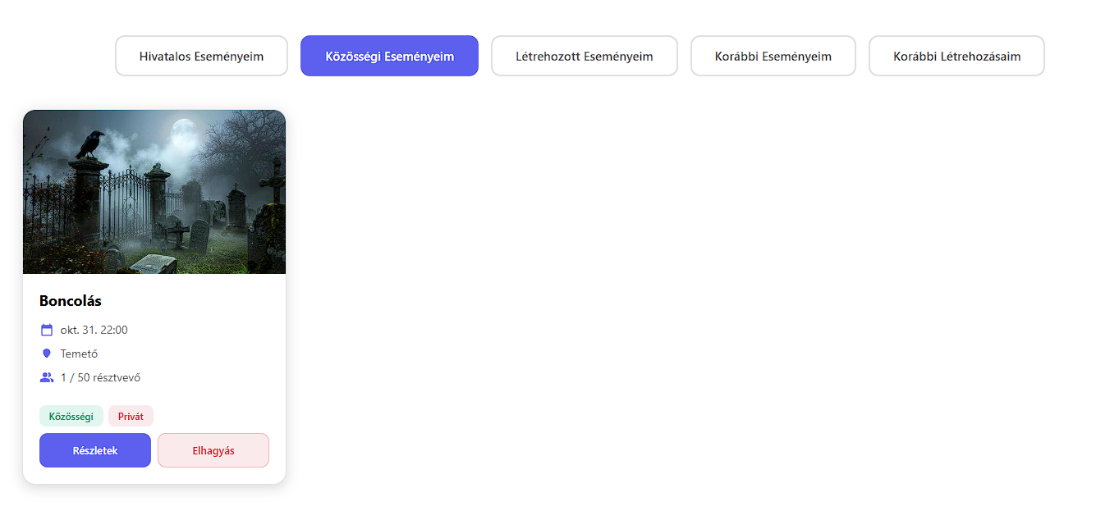 Hivatalos Eseményeim
Közösségi Eseményeim
Létrehozott Eseményeim
Korábbi Eseményeim
Korábbi Létrehozásaim
Boncolás
okt. 31. 22:00
Temető
1 / 50 résztvevő
Közösségi Privát
Részletek Elhagyás